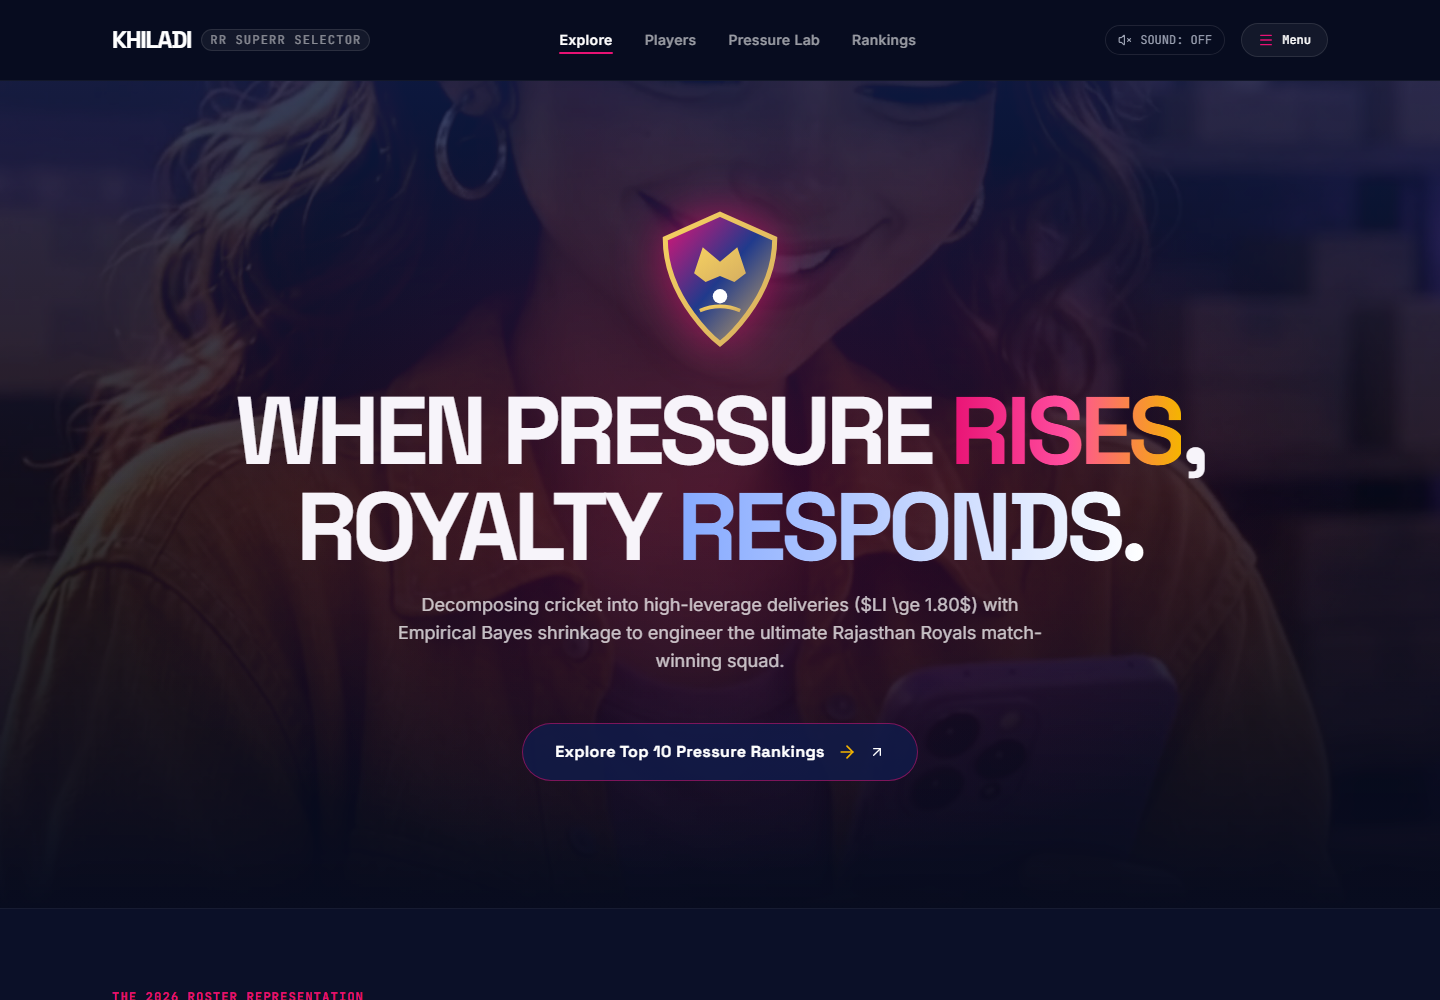 KHILADI
RR SUPERR SELECTOR
Explore
Players
Pressure Lab
Rankings
SOUND: OFF
Menu
WHEN PRESSURE RISES,
ROYALTY RESPONDS.
Decomposing cricket into high-leverage deliveries ($LI \ge 1.80$) with
Empirical Bayes shrinkage to engineer the ultimate Rajasthan Royals match-
winning squad.
Explore Top 10 Pressure Rankings
THE 2026 ROSTER REPRESENTATION